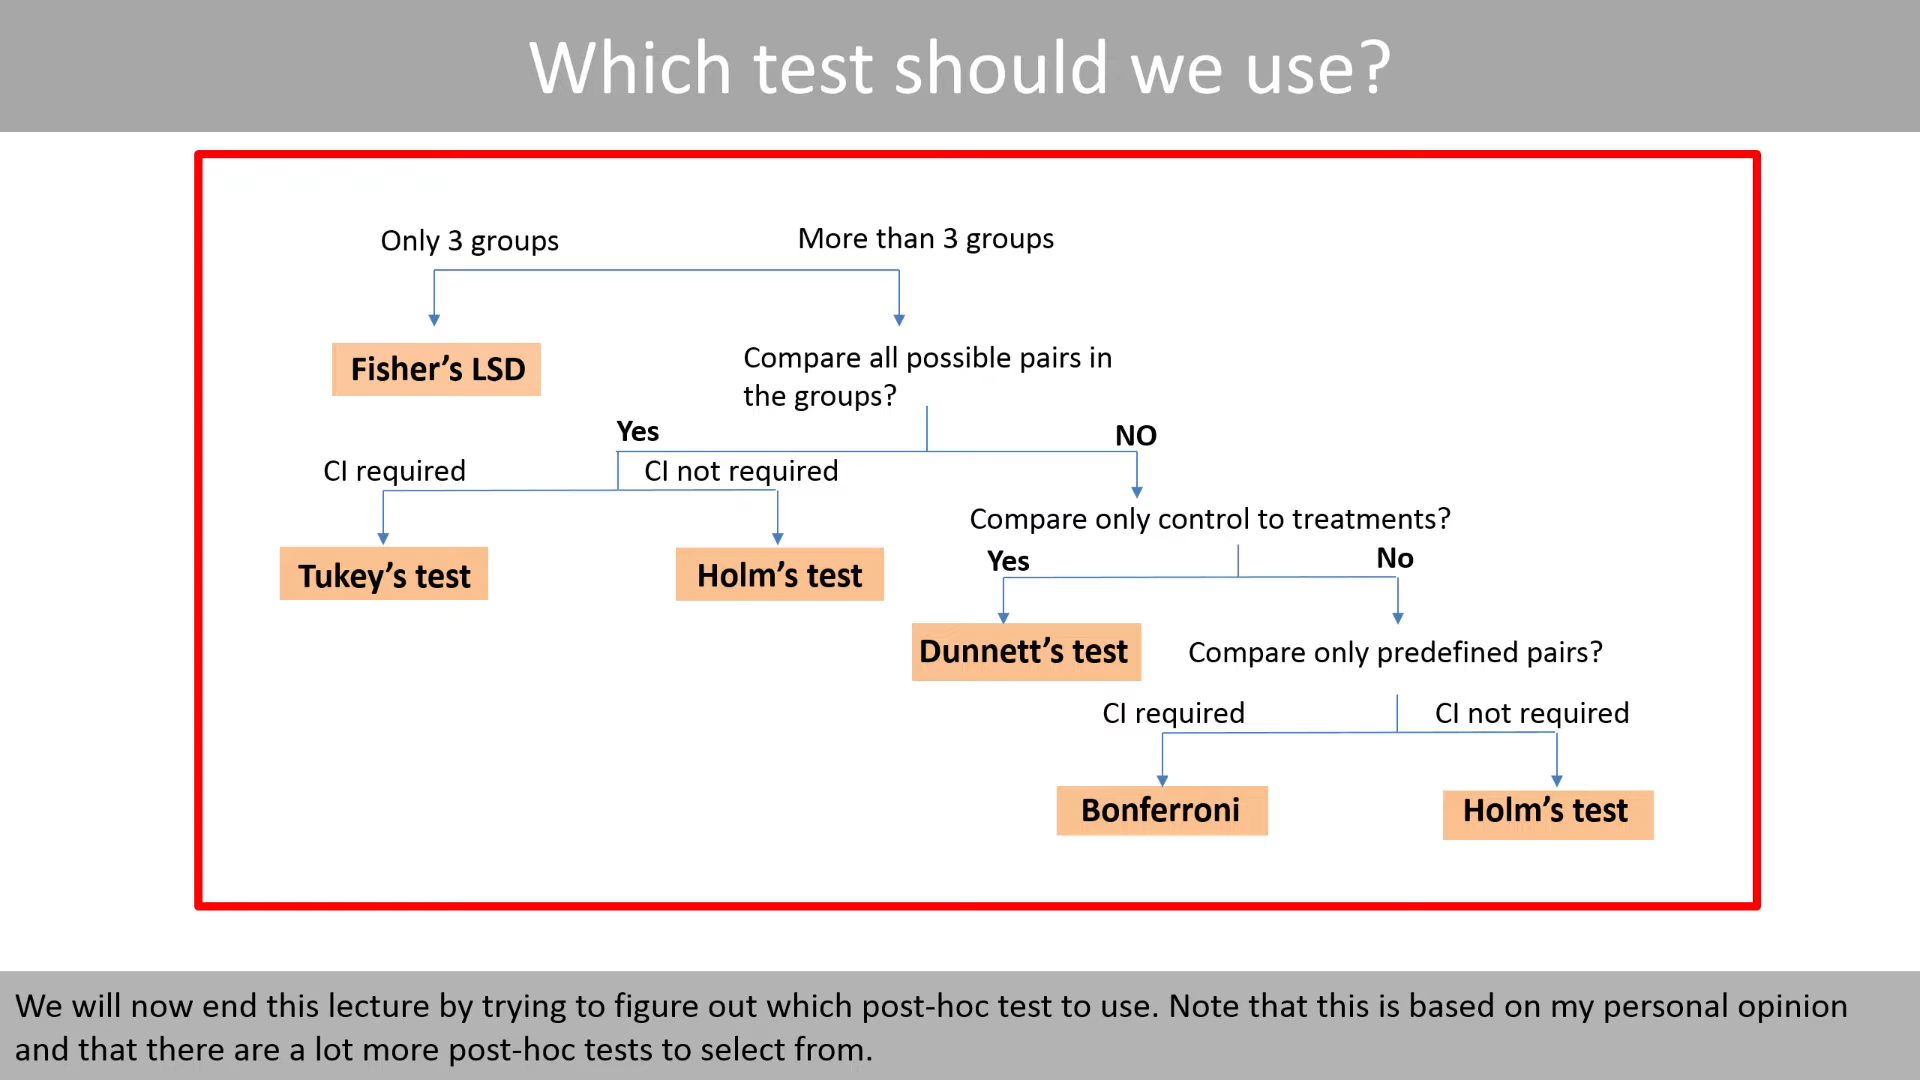 Which test should we use?
Only 3 groups
More than 3 groups
Fisher's LSD
Compare all possible pairs in
the groups?
Yes
NO
CI required
CI not required
Tukey's test
Holm's test
Compare only control to treatments?
Yes
No
Dunnett's test
Compare only predefined pairs?
CI required
CI not required
Bonferroni
Holm's test
We will now end this lecture by trying to figure out which post-hoc test to use. Note that this is based on my personal opinion
and that there are a lot more post-hoc tests to select from.